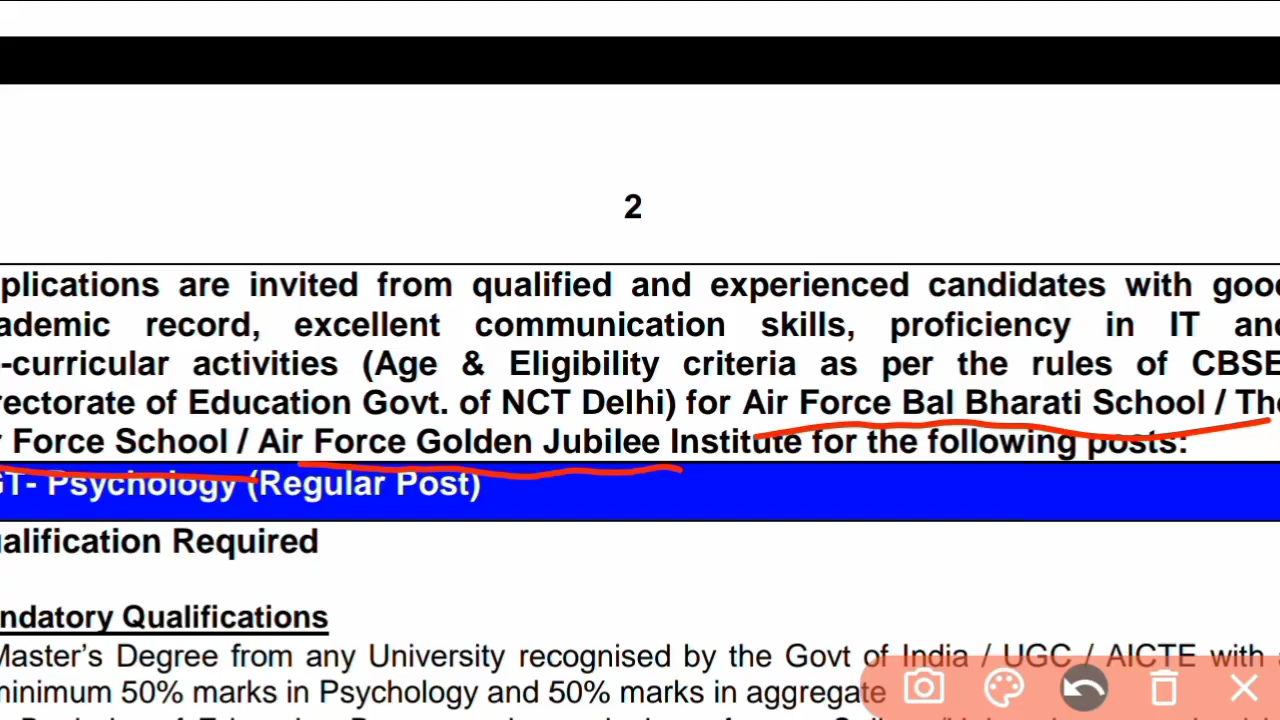 2
plications are invited from qualified and experienced candidates with good
ademic record, excellent communication skills, proficiency in IT and
-curricular activities (Age & Eligibility criteria as per the rules of CBSE
rectorate of Education Govt. of NCT Delhi) for Air Force Bal Bharati School / The
r Force School / Air Force Golden Jubilee Institute for the following posts:
GT- Psychology (Regular Post)
ualification Required
ndatory Qualifications
Master's Degree from any University recognised by the Govt of India / UGC / AICTE with a
minimum 50% marks in Psychology and 50% marks in aggregate